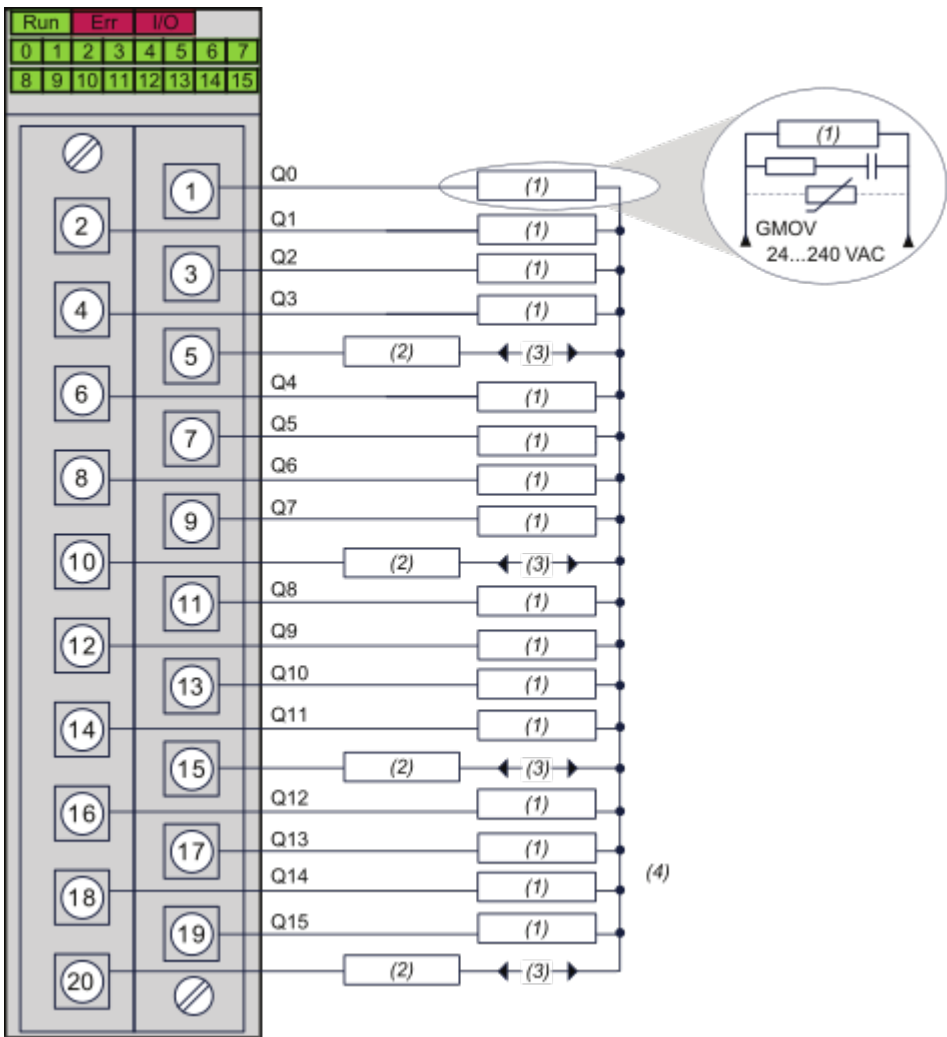 Run Err I/O
0 1 2 3 4 5 6 7
8 9 10 11 12 13 14 15
(1)
GMOV
24...240 VAC
1 Q0 (1)
2 Q1 (1)
3 Q2 (1)
4 Q3 (1)
5 (2) (3)
6 Q4 (1)
7 Q5 (1)
8 Q6 (1)
9 Q7 (1)
10 (2) (3)
11 Q8 (1)
12 Q9 (1)
13 Q10 (1)
14 Q11 (1)
15 (2) (3)
16 Q12 (1)
17 Q13 (1)
(4)
18 Q14 (1)
19 Q15 (1)
20 (2) (3)